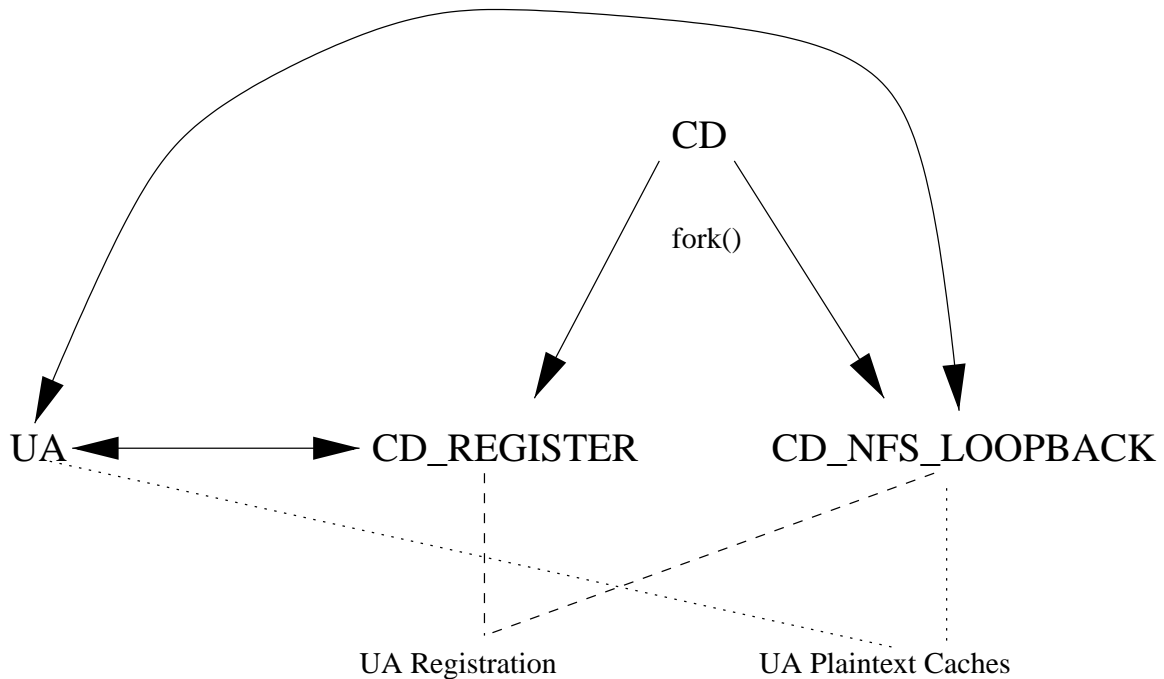 CD
fork()
UA
CD_REGISTER
CD_NFS_LOOPBACK
UA Registration
UA Plaintext Caches